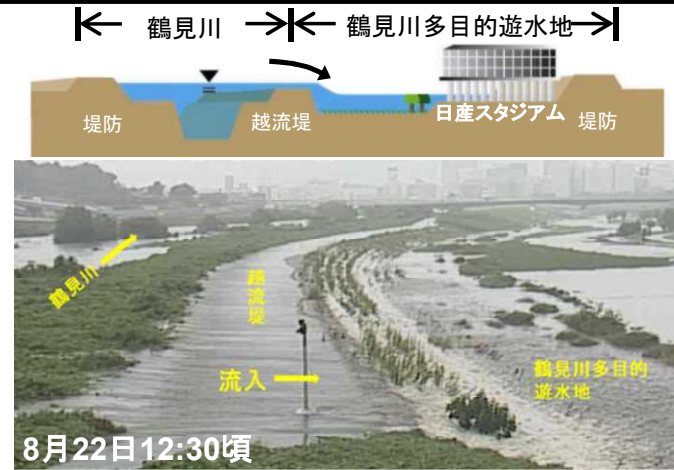 鶴見川
鶴見川多目的遊水地
堤防
越流堤
日産スタジアム
堤防
鶴見川
越流堤
流入
鶴見川多目的
遊水地
8月22日12:30頃